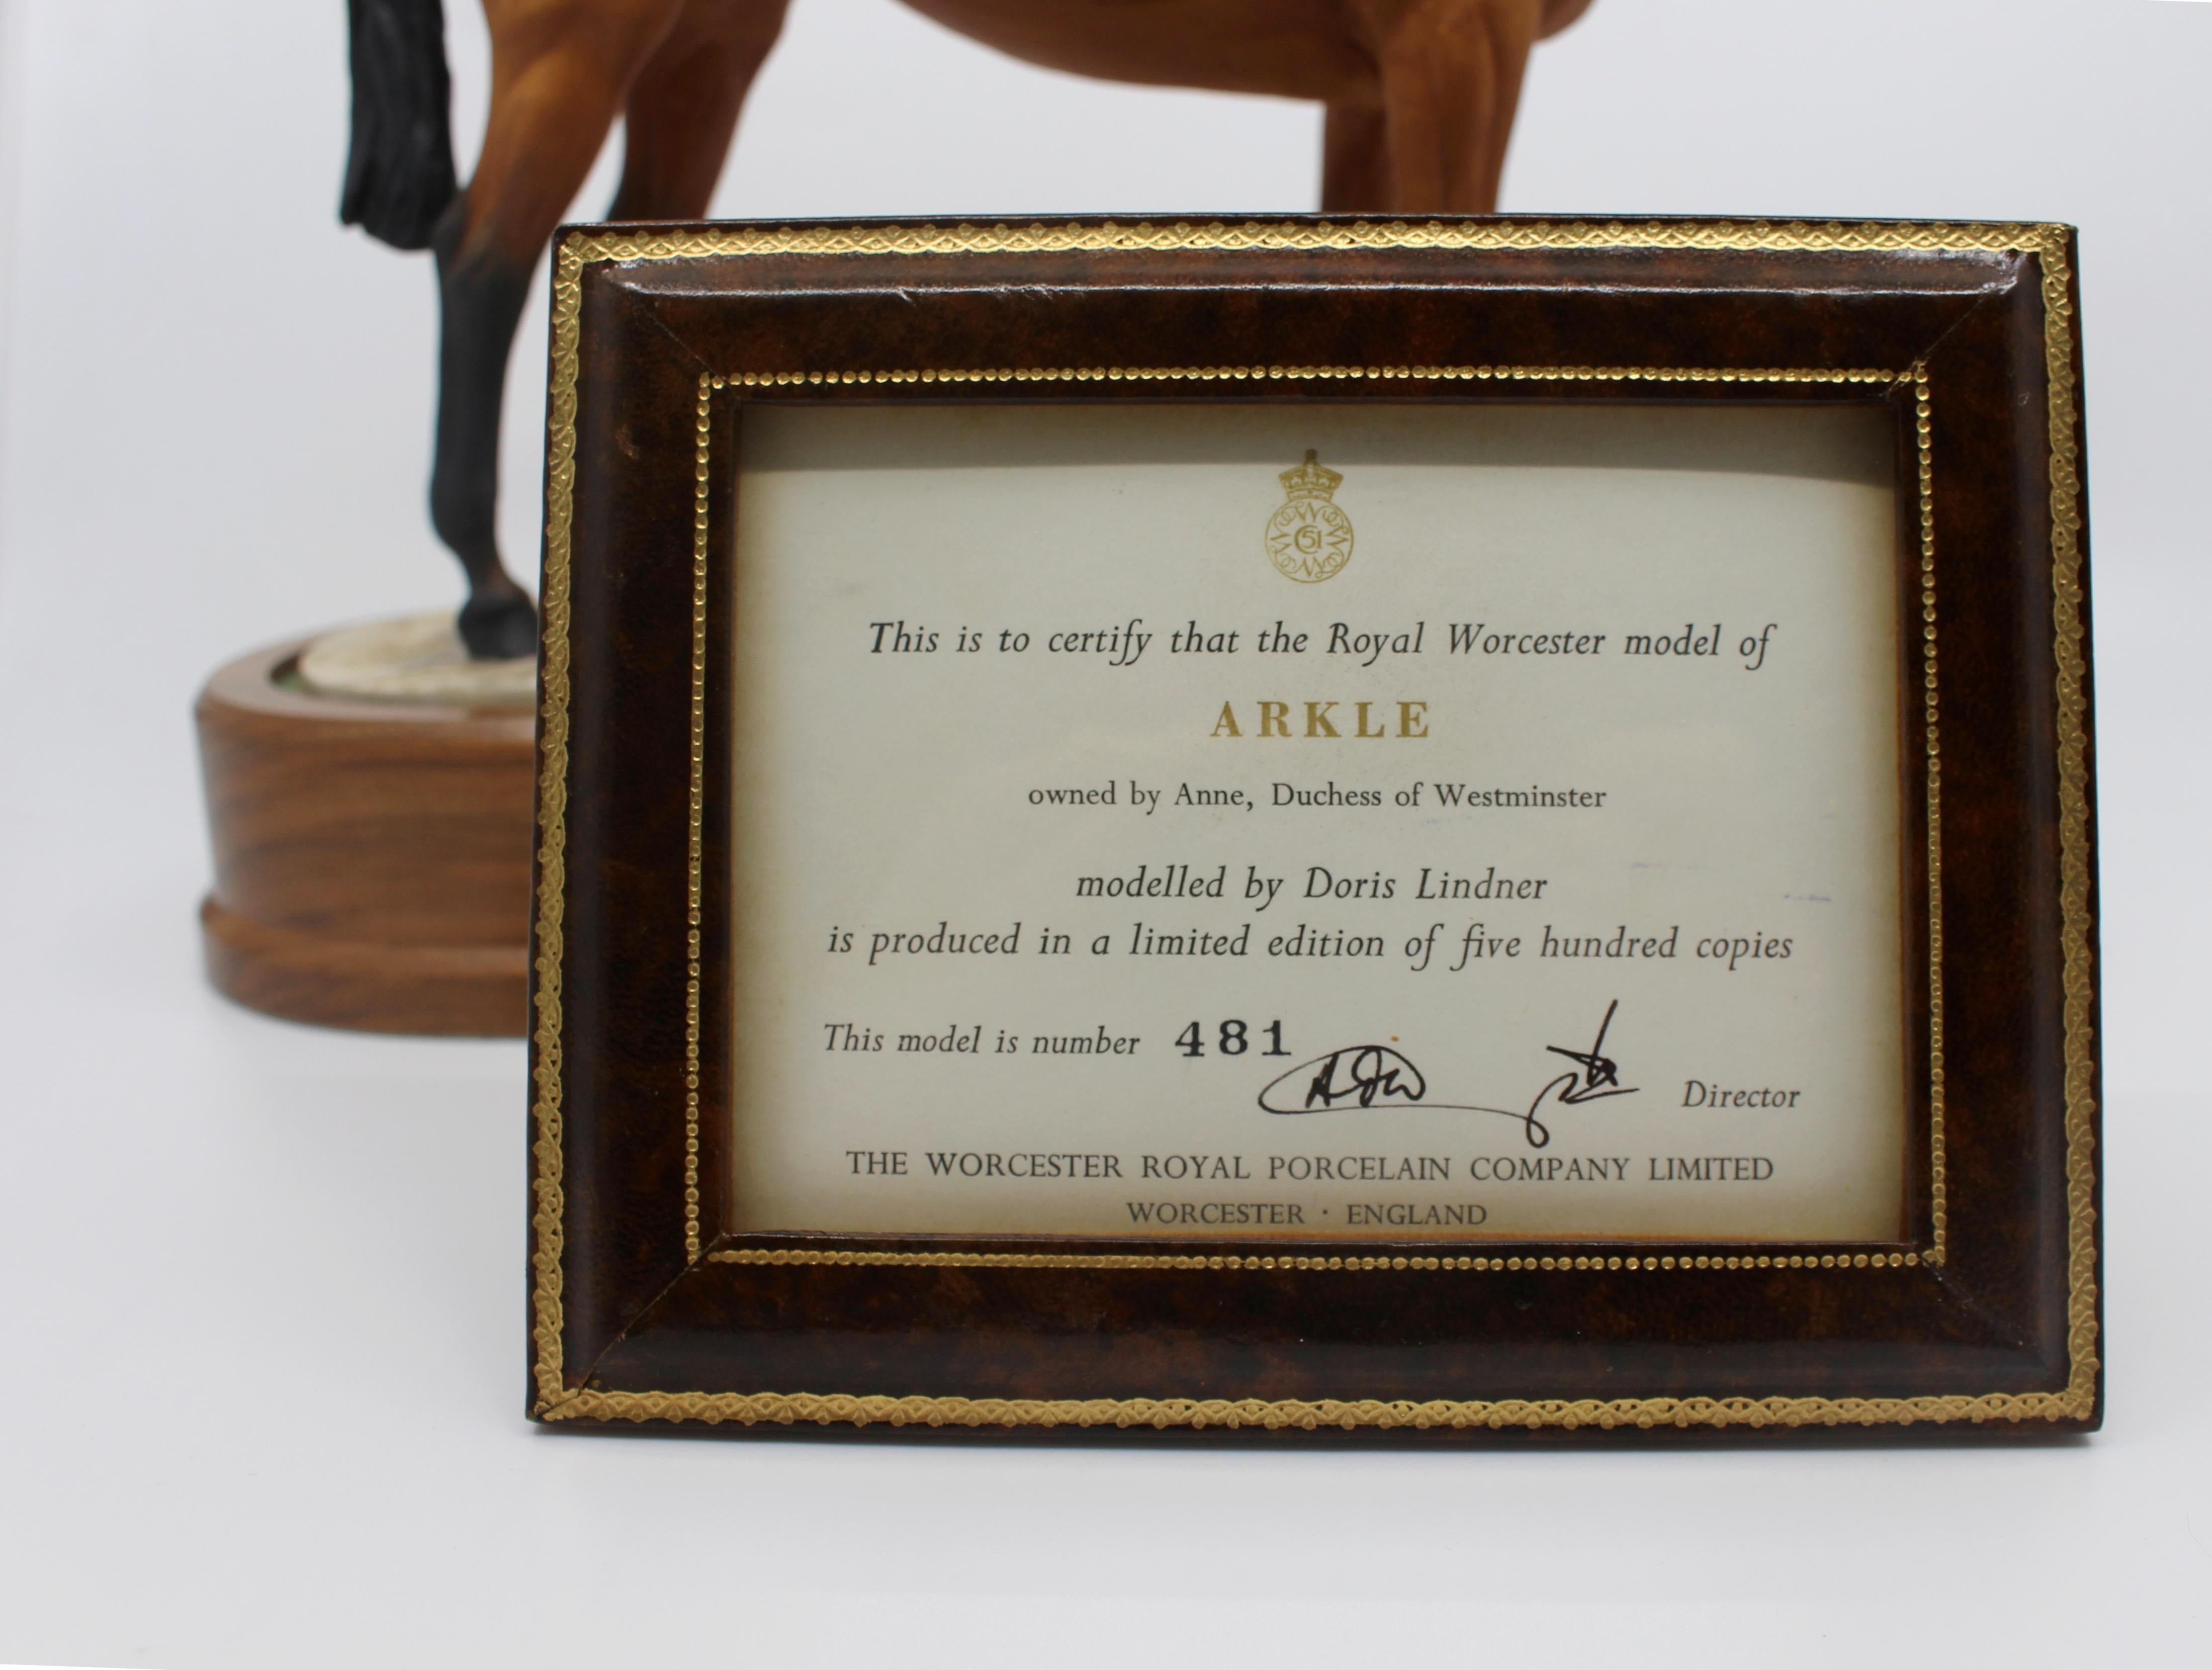 51
This is to certify that the Royal Worcester model of
ARKLE
owned by Anne, Duchess of Westminster
modelled by Doris Lindner
is produced in a limited edition of five hundred copies
This model is number 481
Director
THE WORCESTER ROYAL PORCELAIN COMPANY LIMITED
WORCESTER · ENGLAND